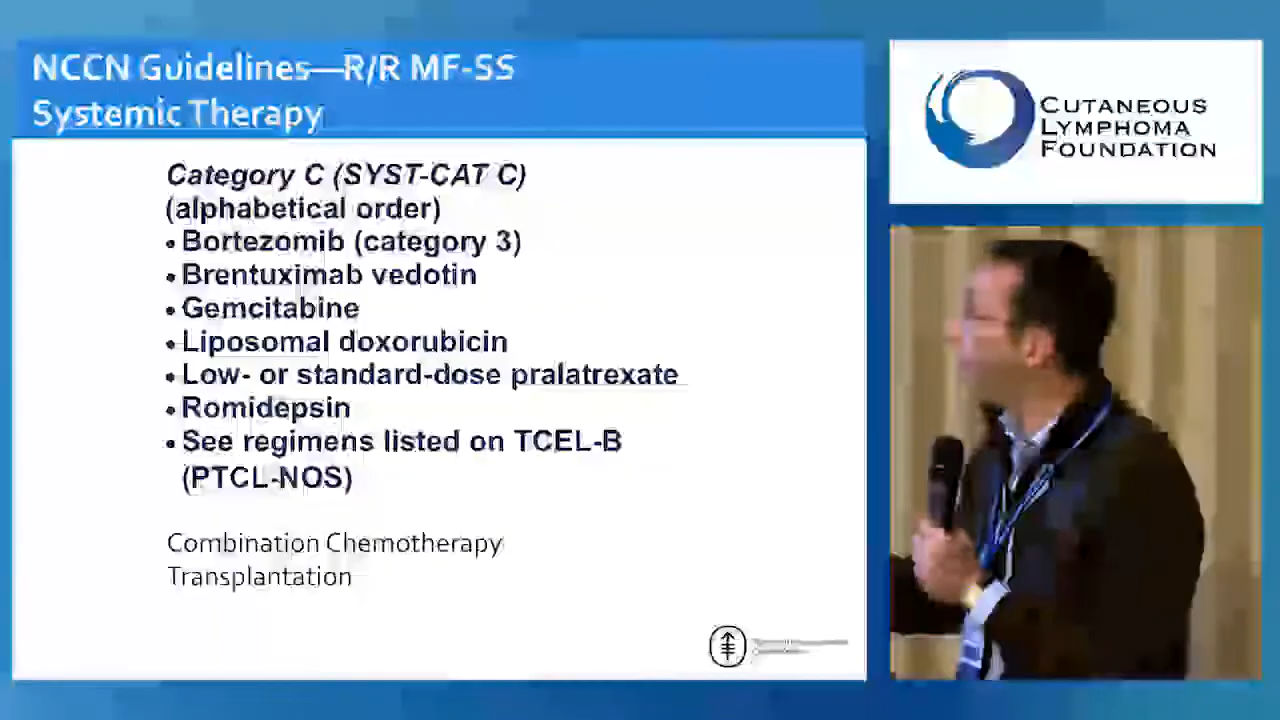 NCCN Guidelines—R/R MF-SS
Systemic Therapy
Category C (SYST-CAT C)
(alphabetical order)
• Bortezomib (category 3)
• Brentuximab vedotin
• Gemcitabine
• Liposomal doxorubicin
• Low- or standard-dose pralatrexate
• Romidepsin
• See regimens listed on TCEL-B
(PTCL-NOS)
Combination Chemotherapy
Transplantation
CUTANEOUS
LYMPHOMA
FOUNDATION